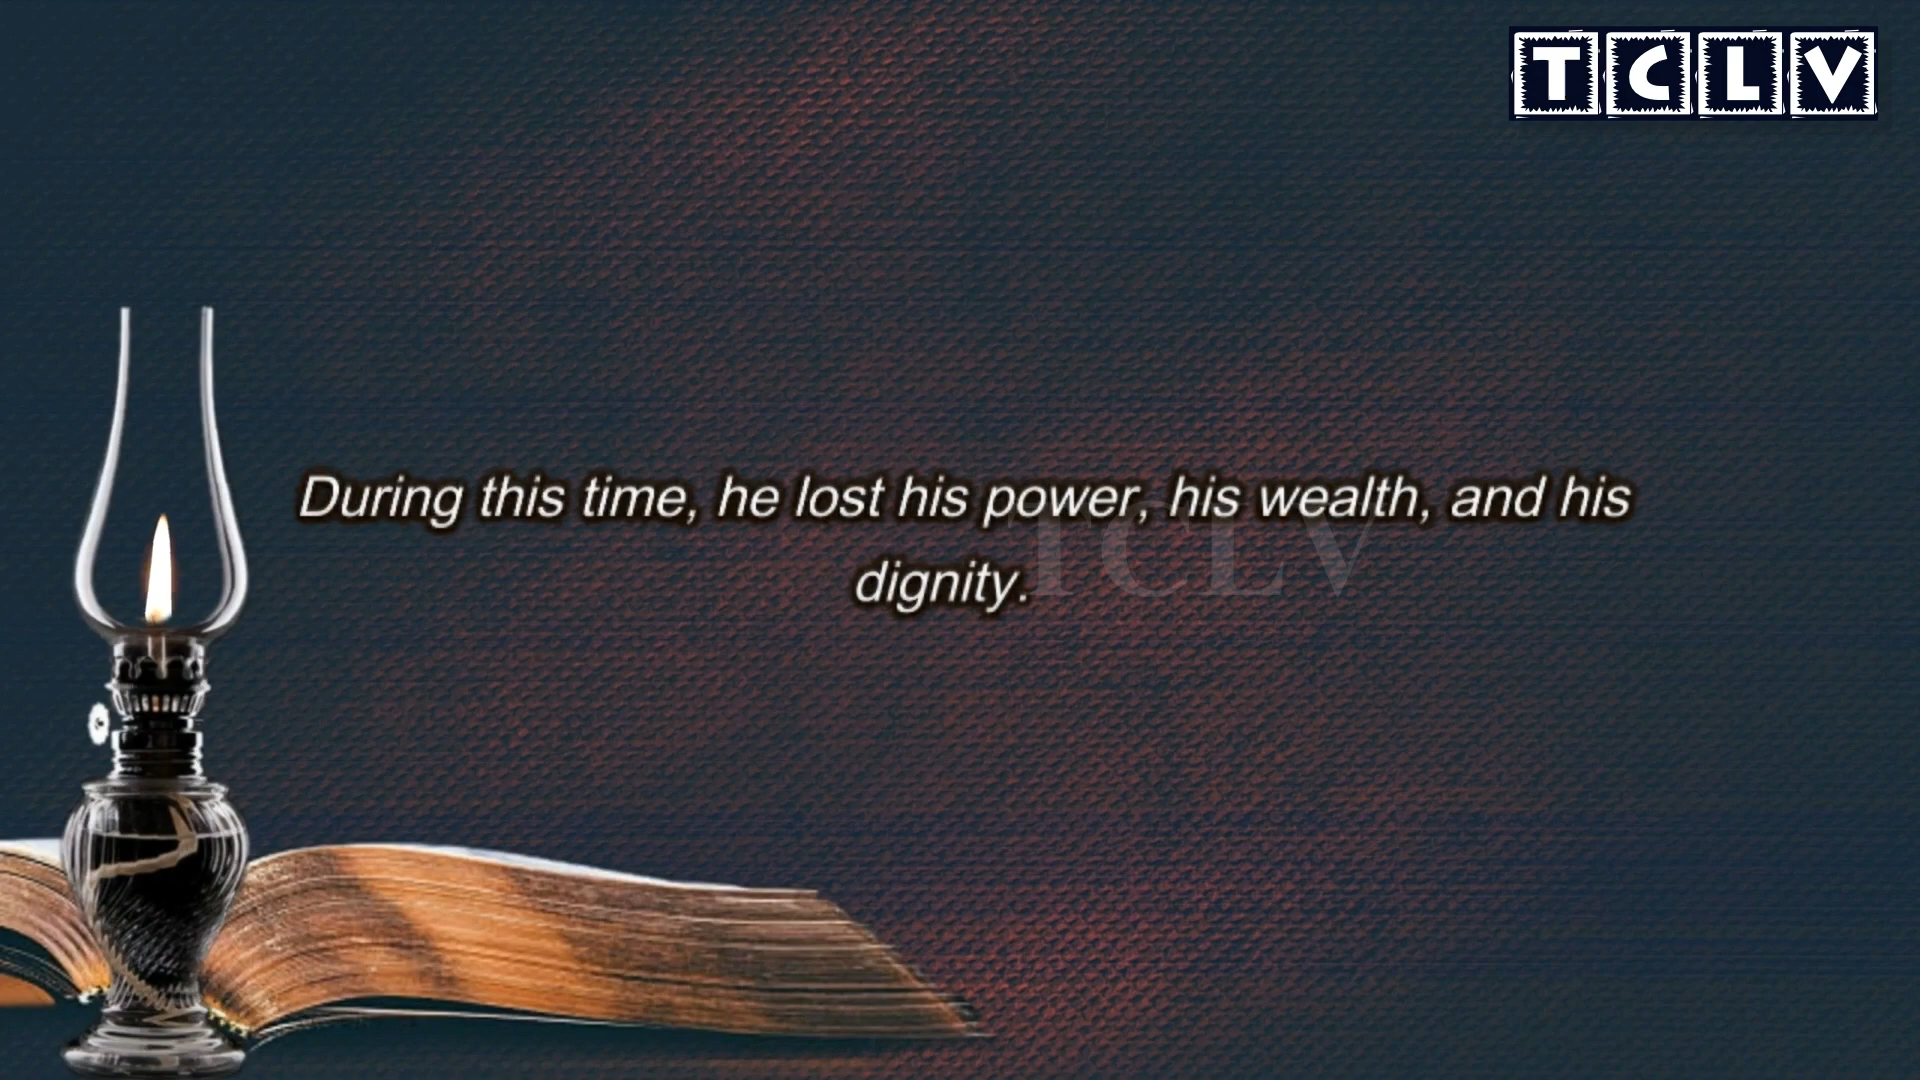 TCLV
During this time, he lost his power, his wealth, and his
dignity.
TCLV